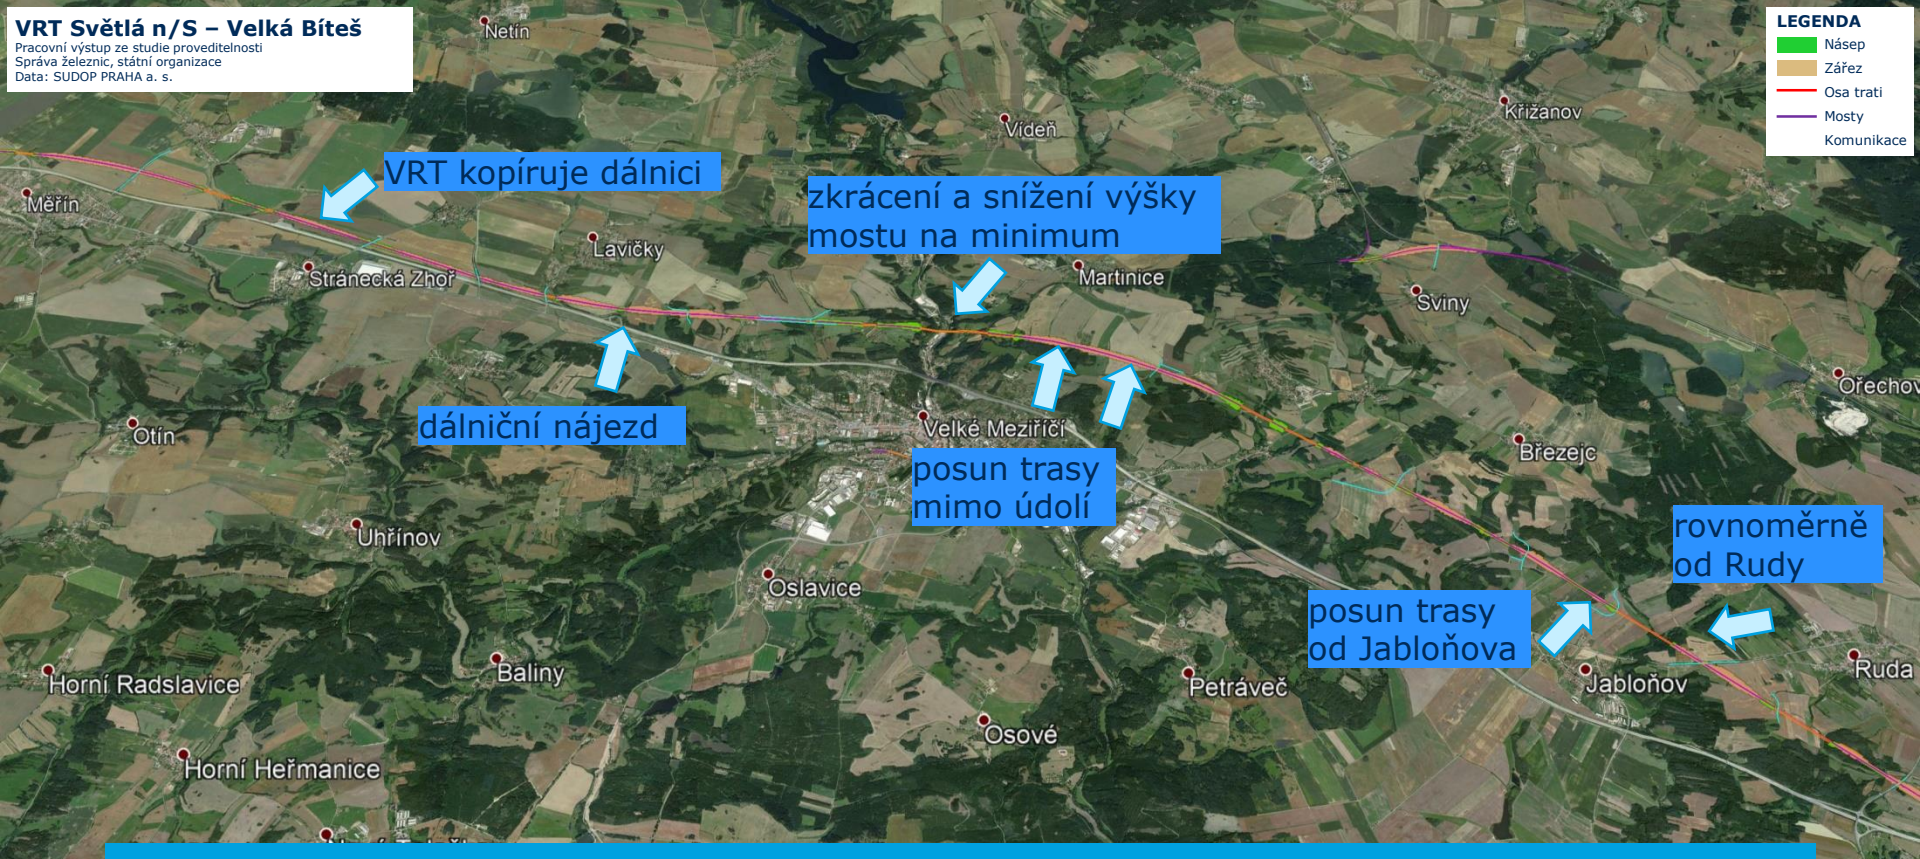 VRT Světlá n/S – Velká Bíteš
Pracovní výstup ze studie proveditelnosti
Správa železnic, státní organizace
Data: SUDOP PRAHA a. s.
LEGENDA
Násep
Zářez
Osa trati
Mosty
Komunikace
Netín
Vídeň
Křižanov
VRT kopíruje dálnici
zkrácení a snížení výšky
mostu na minimum
Měřín
Lavičky
Stránecká Zhoř
Martinice
Sviny
Ořechov
dálniční nájezd
Otín
Velké Meziříčí
posun trasy
mimo údolí
Březejc
Uhřínov
rovnoměrně
od Rudy
Oslavice
posun trasy
od Jabloňova
Horní Radslavice
Baliny
Petráveč
Jabloňov
Ruda
Osové
Horní Heřmanice